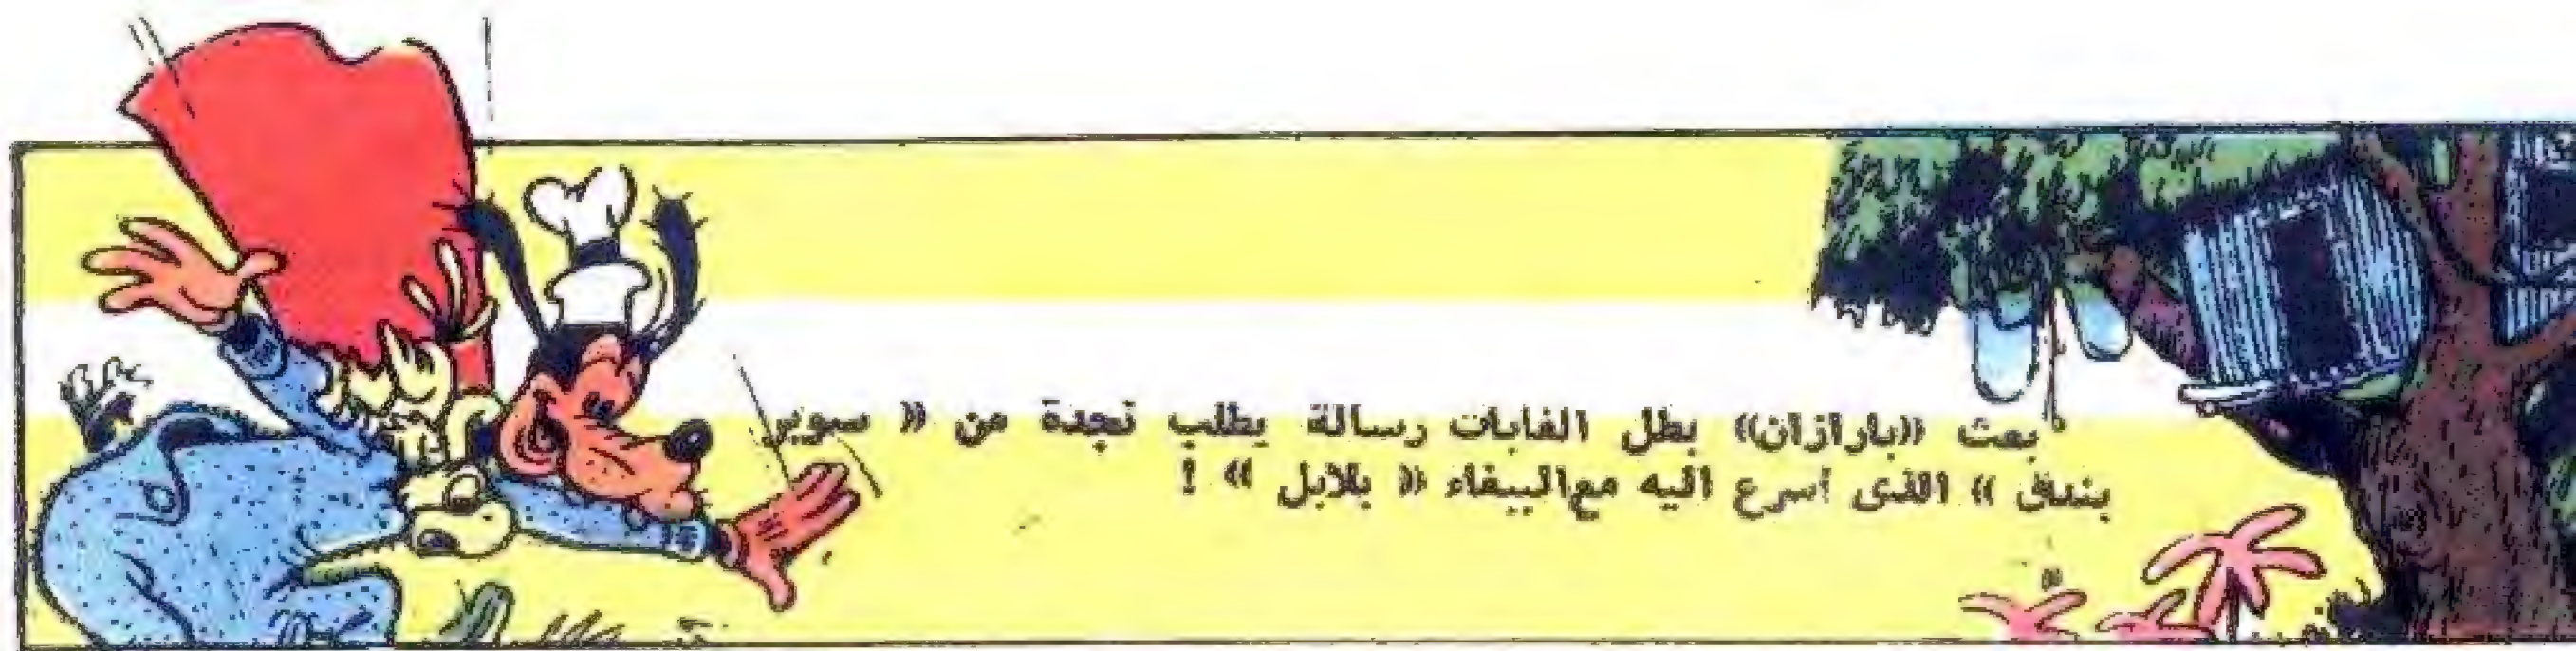 بعث «بارازان» بطل الغابات رسالة يطلب نجدة من « سوبر
بندق » الذى أسرع اليه مع الببغاء « بلابل » !